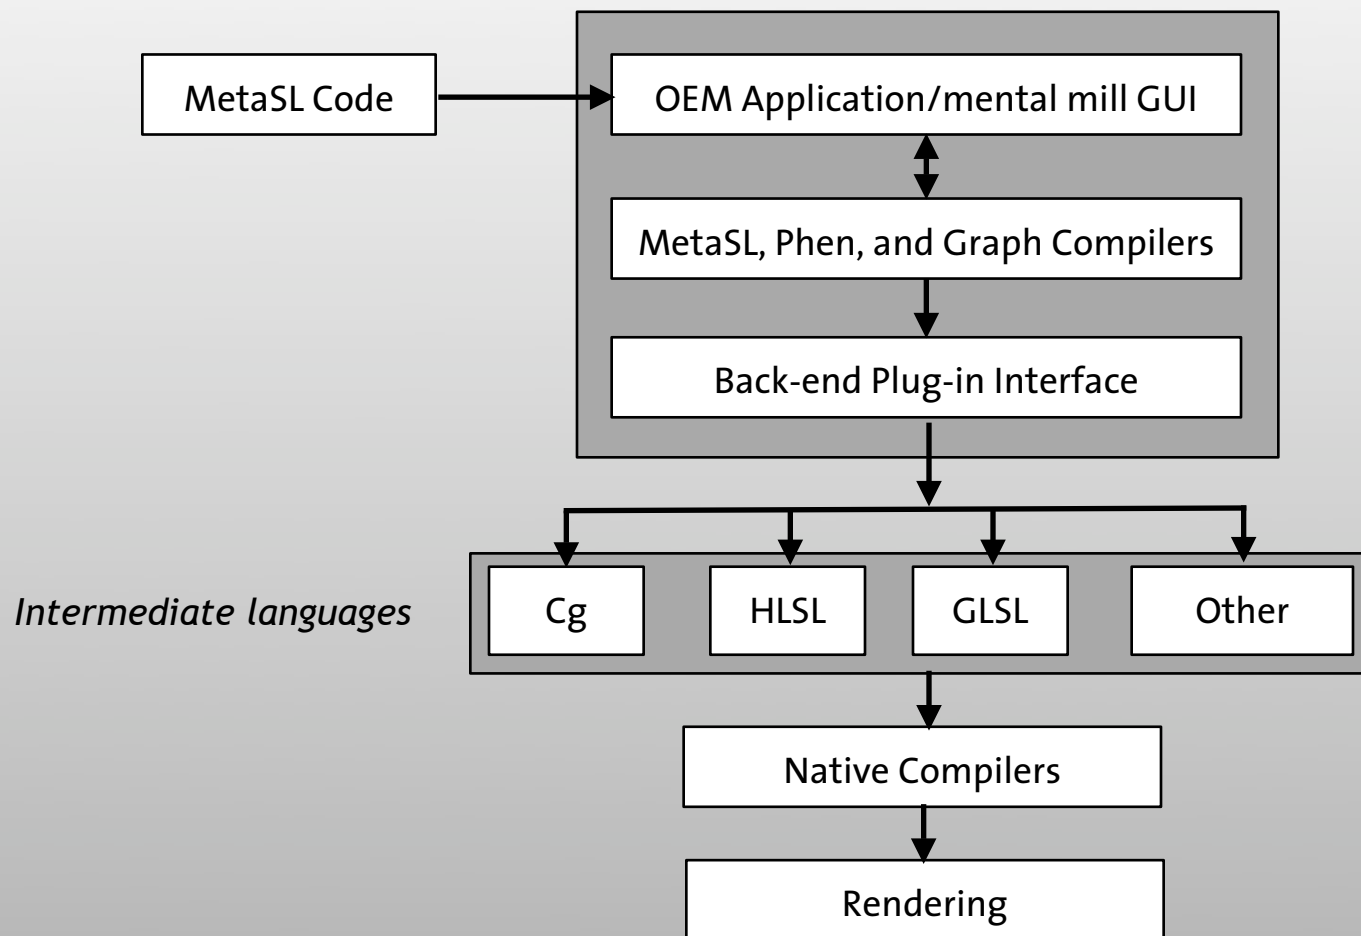 MetaSL Code
OEM Application/mental mill GUI
MetaSL, Phen, and Graph Compilers
Back-end Plug-in Interface
Intermediate languages
Cg
HLSL
GLSL
Other
Native Compilers
Rendering